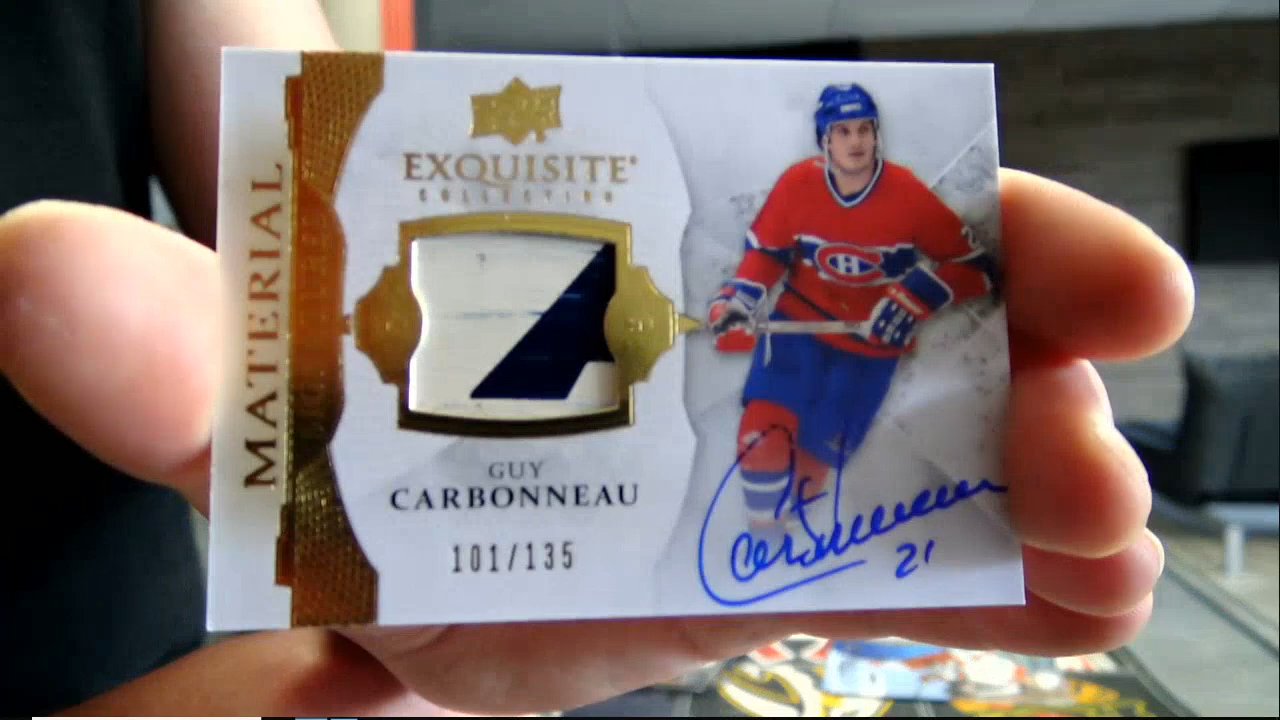 MATERIAL
EXQUISITE
COLLECTION
GUY
CARBONNEAU
101/135
21